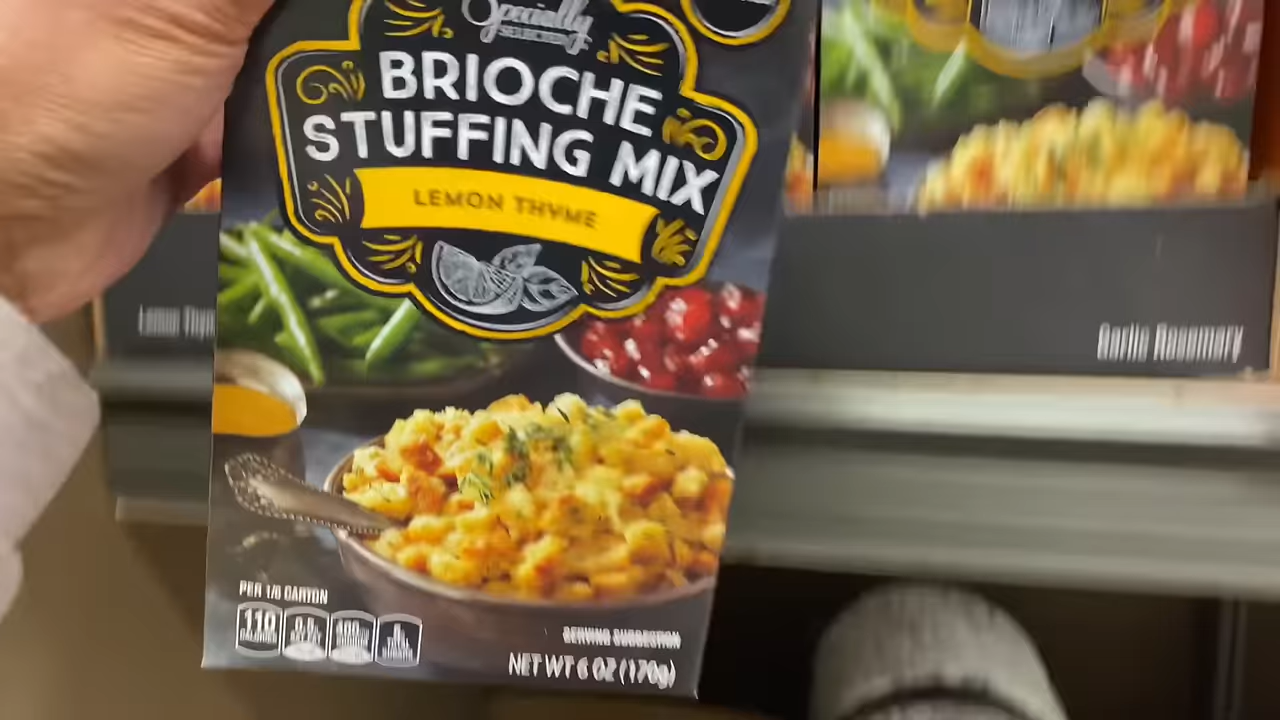 Specially
SELECTED
BRIOCHE
STUFFING MIX
LEMON THYME
Garlic Rosemary
PER 1/6 CARTON
110
CALORIES
SERVING SUGGESTION
NET WT 6 OZ (170g)